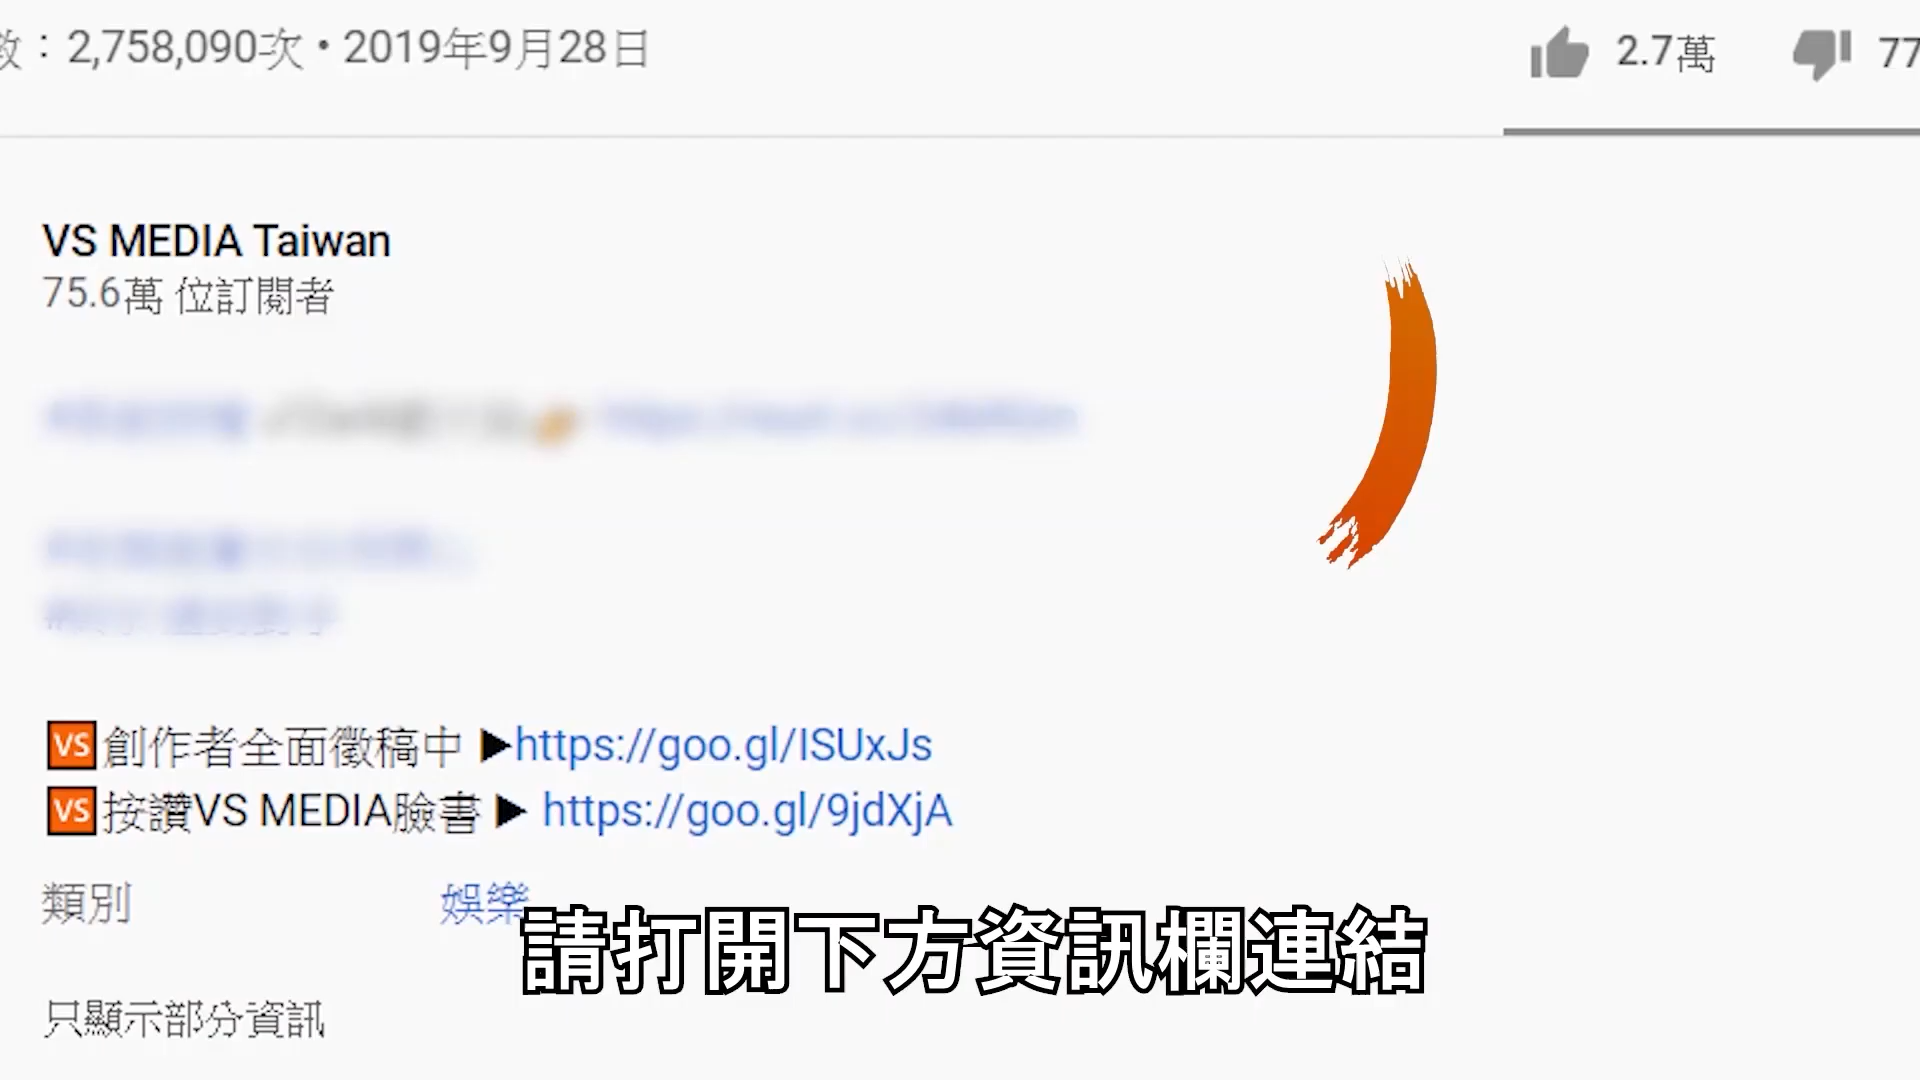 ：2,758,090次 • 2019年9月28日
2.7萬
77
VS MEDIA Taiwan
75.6萬 位訂閱者
VS創作者全面徵稿中 ▶https://goo.gl/ISUxJs
VS按讚VS MEDIA臉書 ▶ https://goo.gl/9jdXjA
類別
娛樂
請打開下方資訊欄連結
只顯示部分資訊